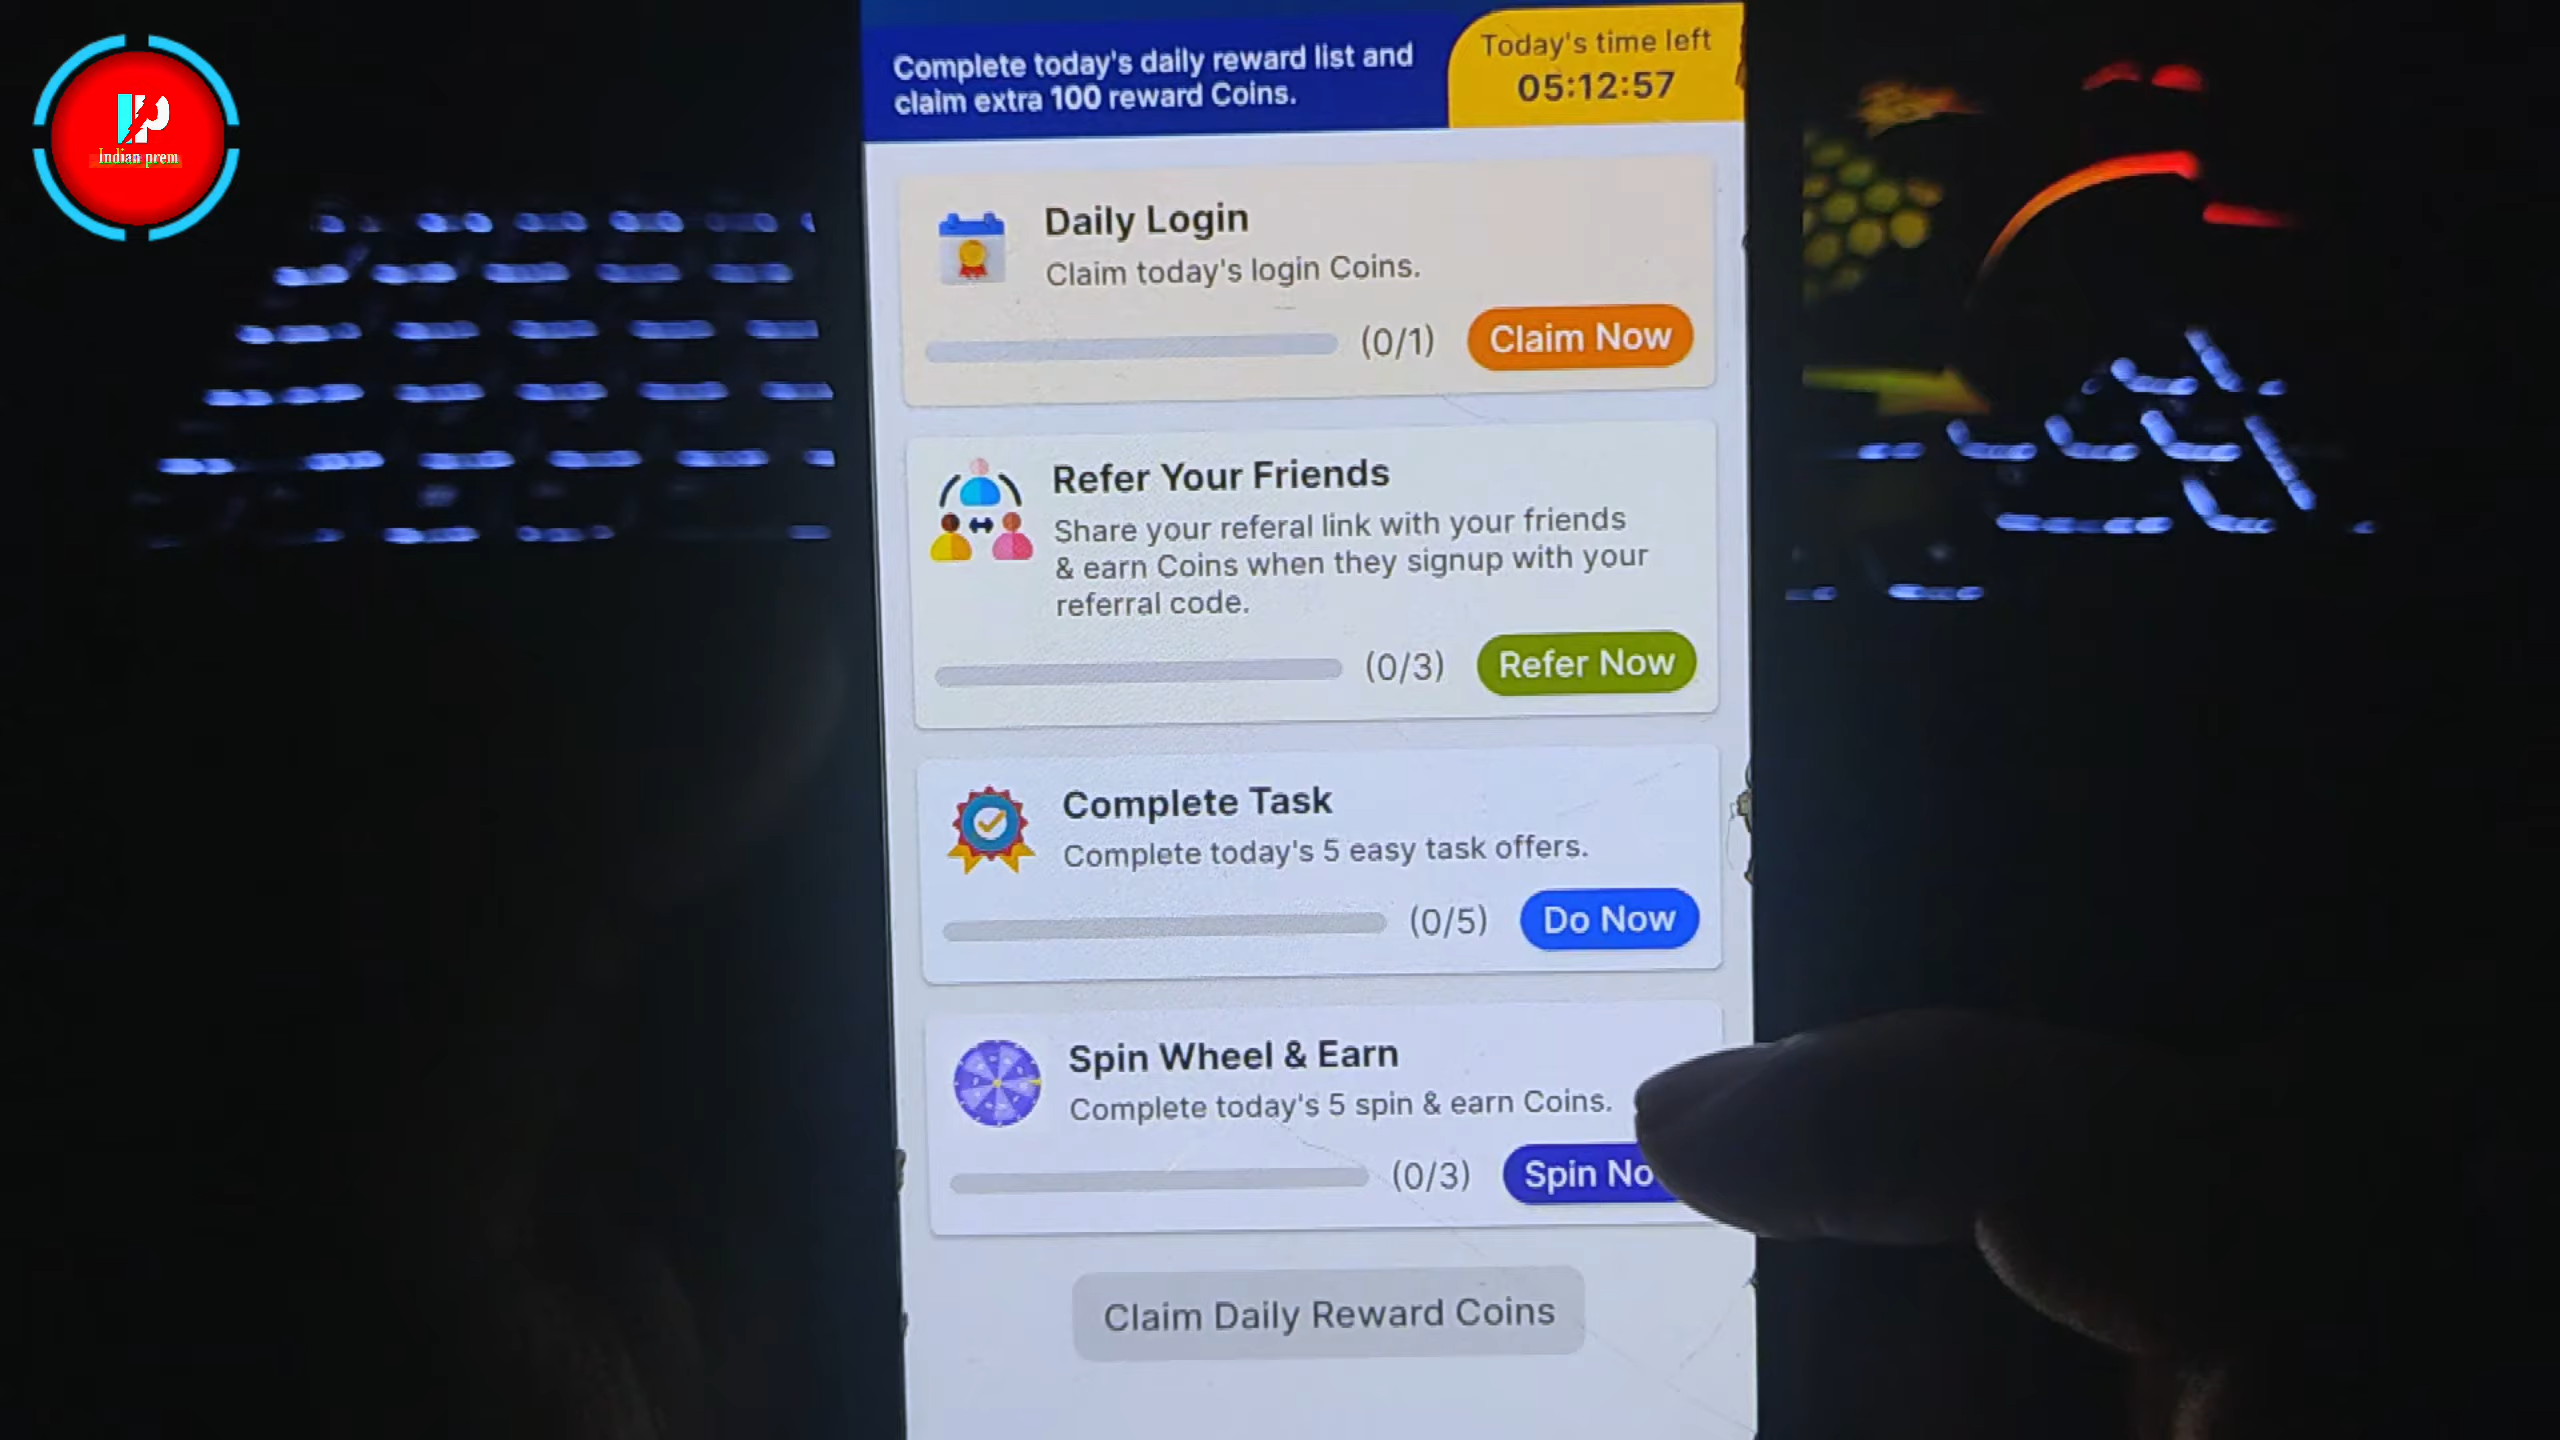 Indian prem
Complete today's daily reward list and
claim extra 100 reward Coins.
Today's time left
05:12:57
Daily Login
Claim today's login Coins.
(0/1)
Claim Now
Refer Your Friends
Share your referal link with your friends
& earn Coins when they signup with your
referral code.
(0/3)
Refer Now
Complete Task
Complete today's 5 easy task offers.
(0/5)
Do Now
Spin Wheel & Earn
Complete today's 5 spin & earn Coins.
(0/3)
Spin No
Claim Daily Reward Coins